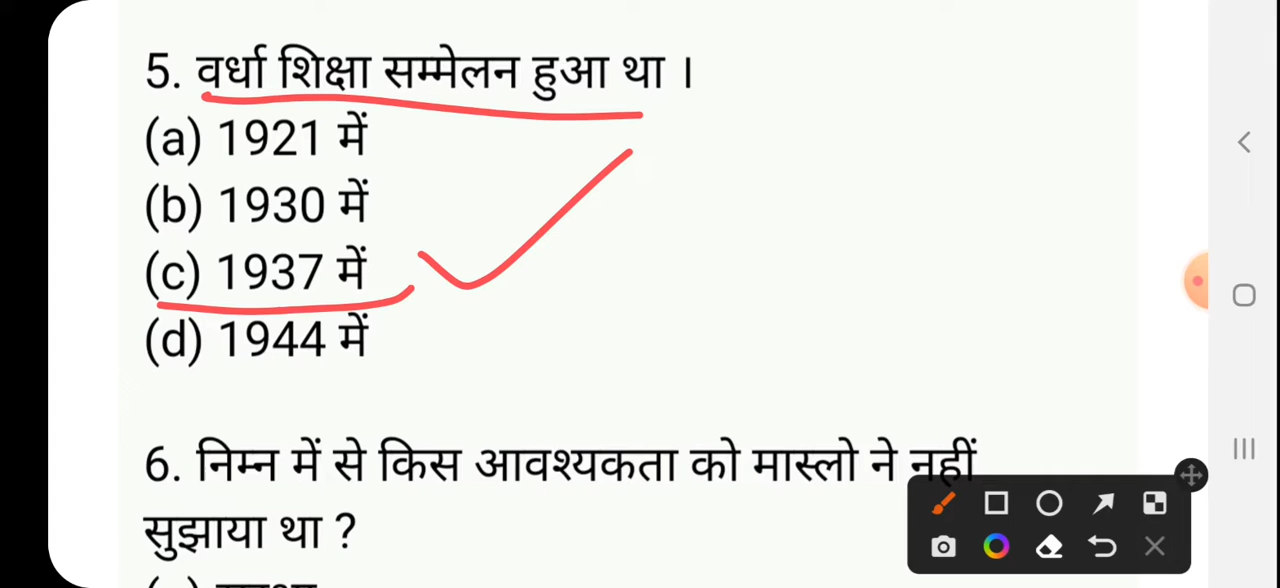 5. वर्धा शिक्षा सम्मेलन हुआ था ।
(a) 1921 में
(b) 1930 में
(c) 1937 में
(d) 1944 में
6. निम्न में से किस आवश्यकता को मास्लो ने नहीं
सुझाया था ?